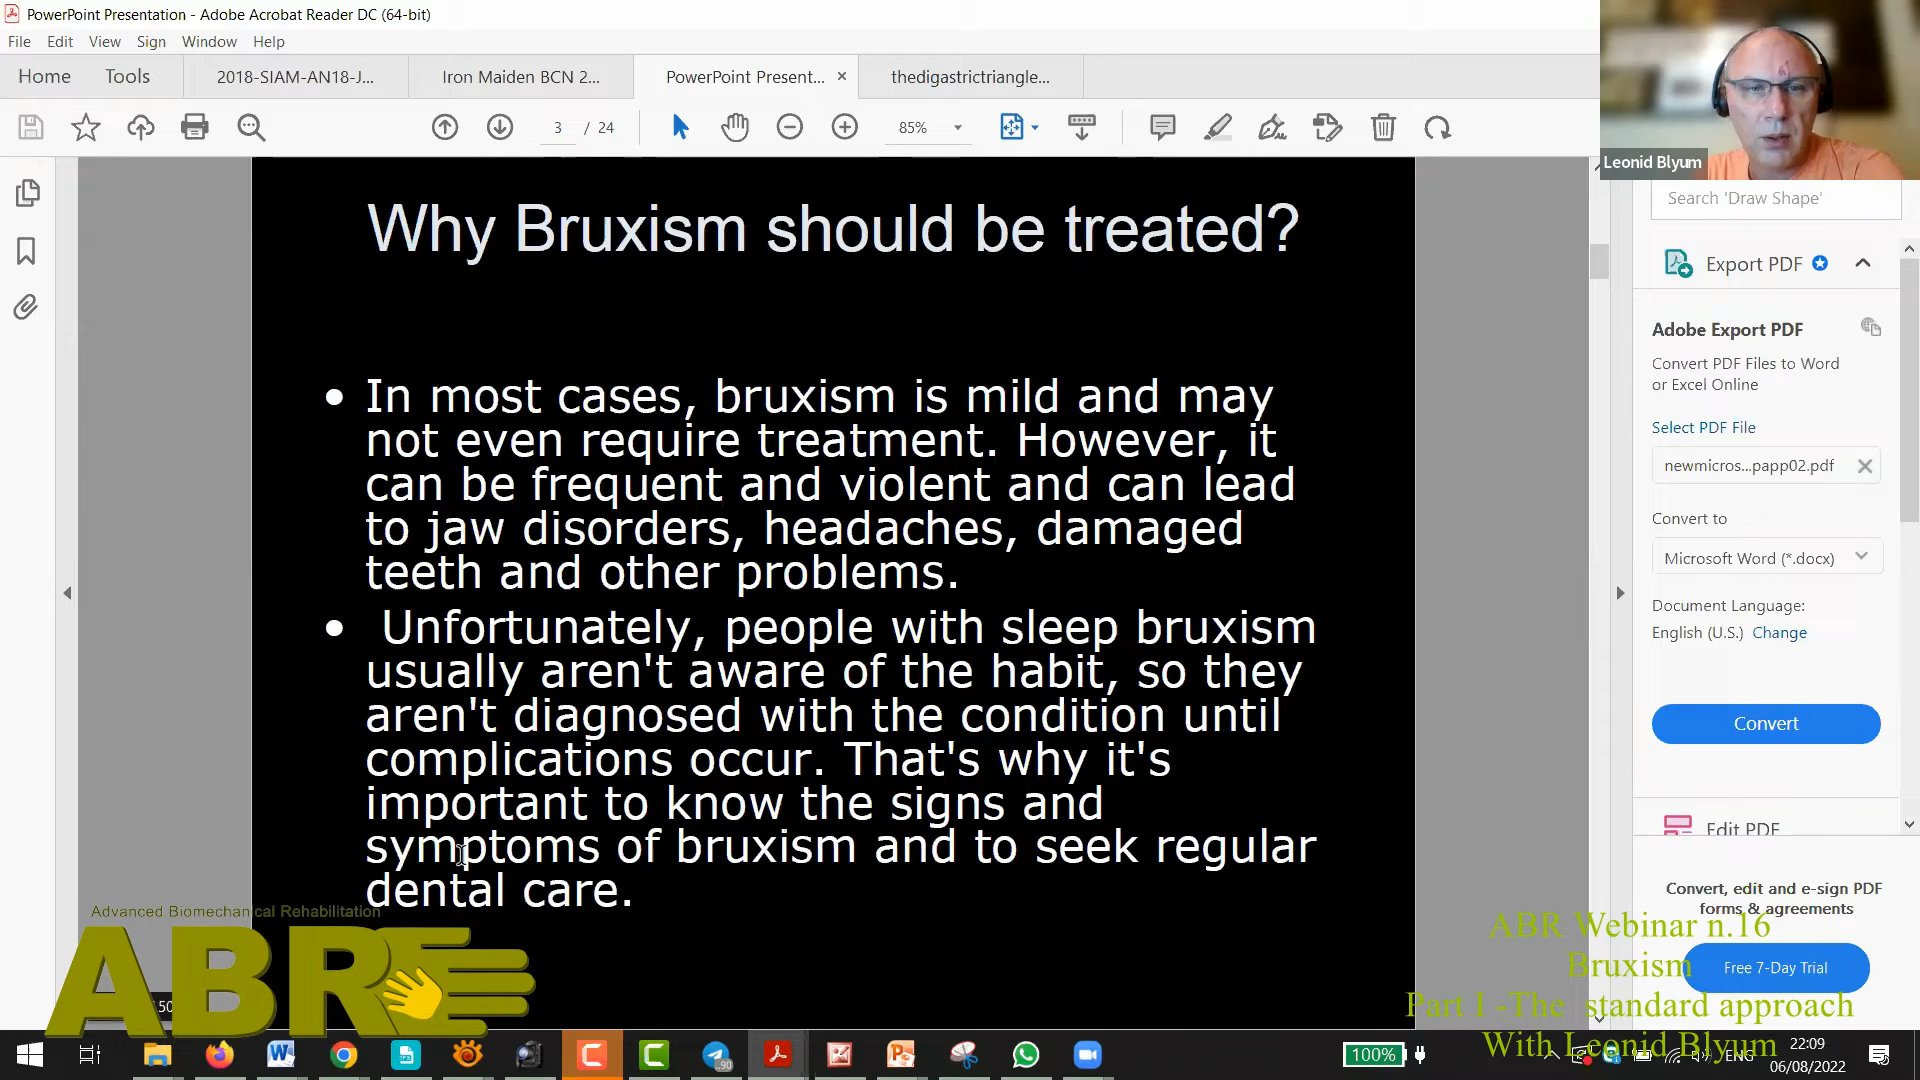 PowerPoint Presentation - Adobe Acrobat Reader DC (64-bit)
File Edit View Sign Window Help
Home Tools 2018-SIAM-AN18-J... Iron Maiden BCN 2... PowerPoint Present... × thedigastrictriangle...
3 / 24 85%
Leonid Blyum
Why Bruxism should be treated?
• In most cases, bruxism is mild and may
not even require treatment. However, it
can be frequent and violent and can lead
to jaw disorders, headaches, damaged
teeth and other problems.
• Unfortunately, people with sleep bruxism
usually aren't aware of the habit, so they
aren't diagnosed with the condition until
complications occur. That's why it's
important to know the signs and
symptoms of bruxism and to seek regular
dental care.
Search 'Draw Shape'
Export PDF
Adobe Export PDF
Convert PDF Files to Word
or Excel Online
Select PDF File
newmicros...papp02.pdf
Convert to
Microsoft Word (*.docx)
Document Language:
English (U.S.) Change
Convert
Edit PDF
Convert, edit and e-sign PDF
forms & agreements
Free 7-Day Trial
Advanced Biomechanical Rehabilitation
ABR
ABR Webinar n.16
Bruxism
Part I -The standard approach
With Leonid Blyum
100%
ENG
22:09
06/08/2022